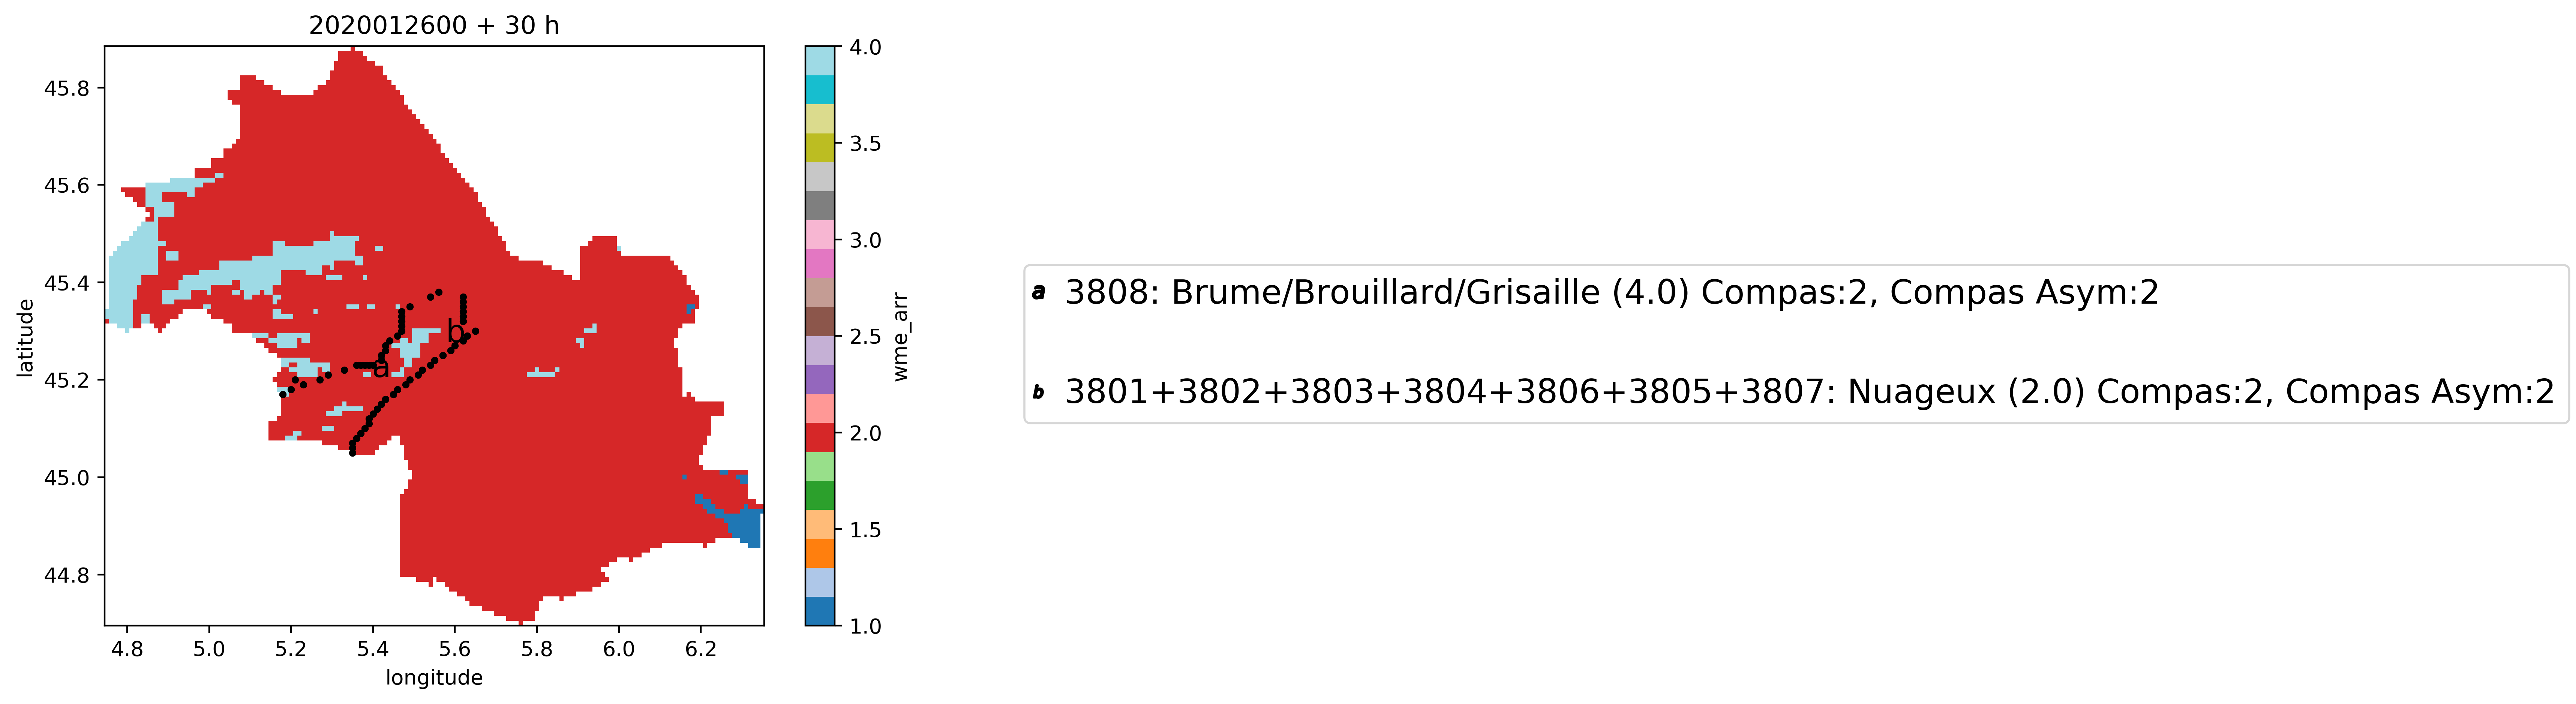 2020012600 + 30 h
45.8
45.6
45.4
45.2
45.0
44.8
latitude
4.8 5.0 5.2 5.4 5.6 5.8 6.0 6.2
longitude
a
b
4.0
3.5
3.0
2.5
2.0
1.5
1.0
wme_arr
a 3808: Brume/Brouillard/Grisaille (4.0) Compas:2, Compas Asym:2
b 3801+3802+3803+3804+3806+3805+3807: Nuageux (2.0) Compas:2, Compas Asym:2